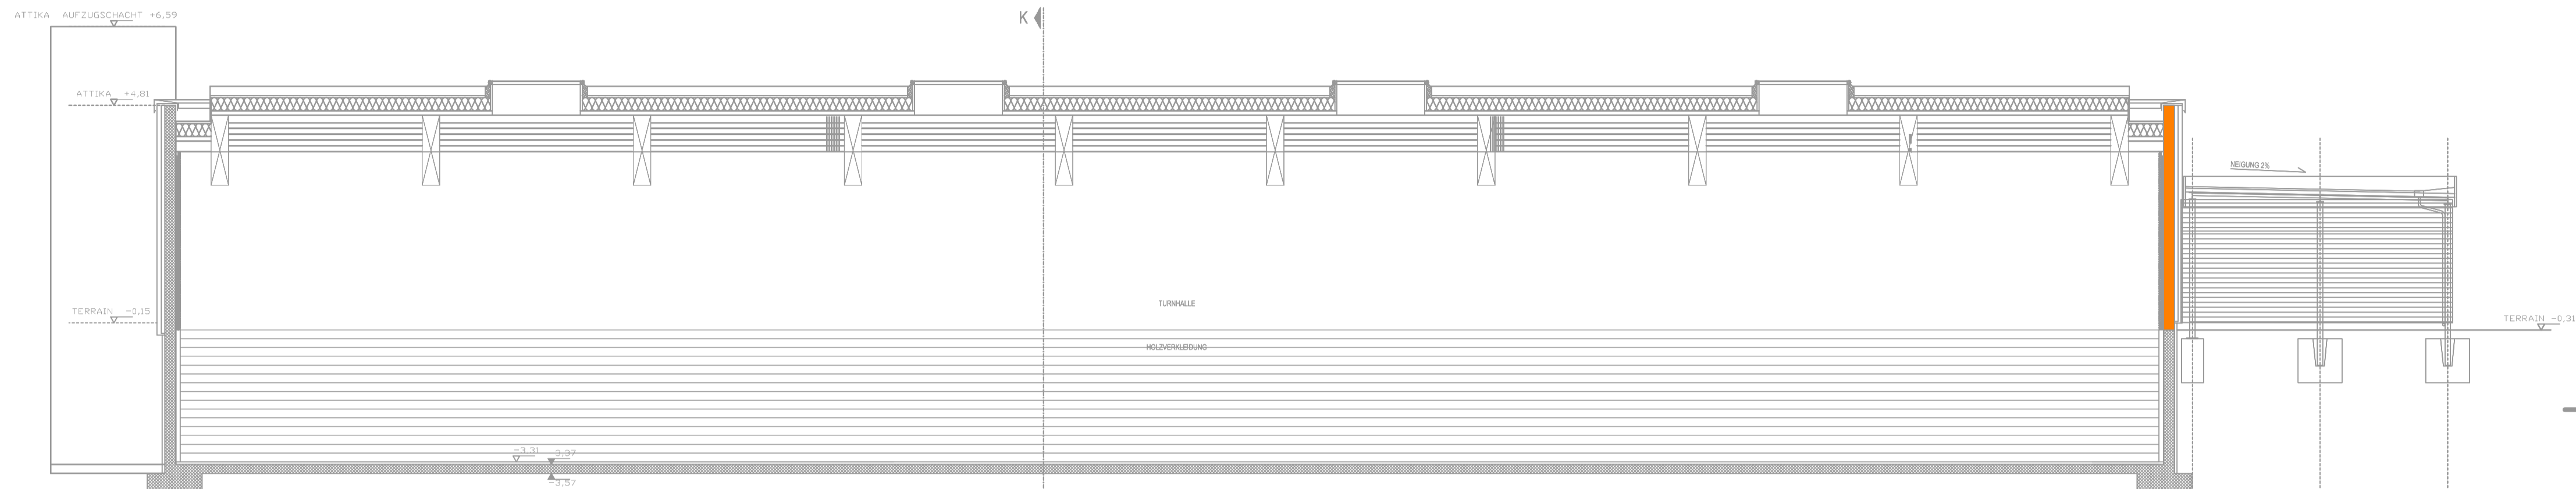 ATTIKA AUFZUGSCHACHT +6,59
K
ATTIKA +4,81
NEIGUNG 2%
TURNHALLE
TERRAIN -0,15
TERRAIN -0,31
HOLZVERKLEIDUNG
-3,31
-3,37
-3,57